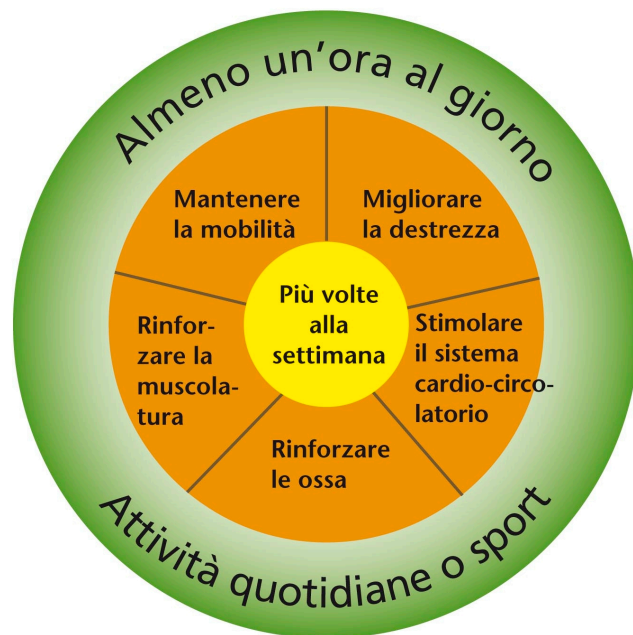 Almeno un'ora al giorno
Mantenere
la mobilità
Migliorare
la destrezza
Più volte
alla
settimana
Rinfor-
zare la
muscola-
tura
Stimolare
il sistema
cardio-circo-
latorio
Rinforzare
le ossa
Attività quotidiane o sport